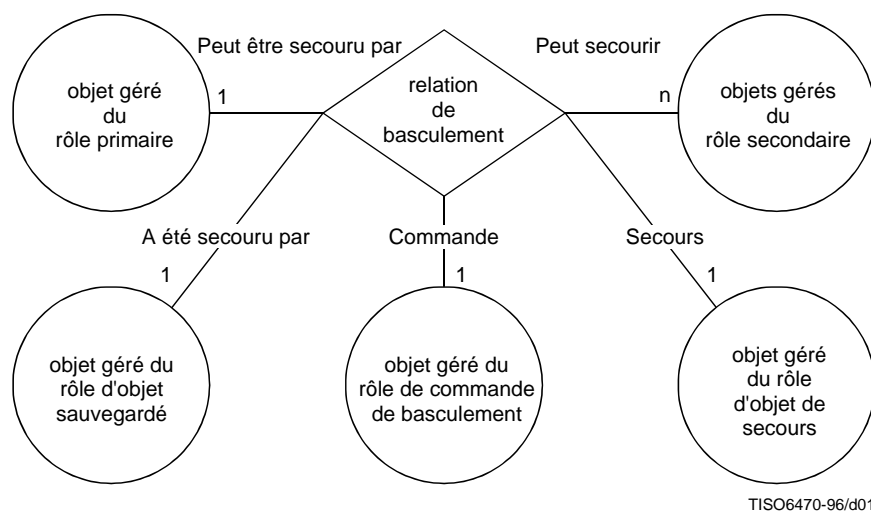 Peut être secouru par
Peut secourir
objet géré
du
rôle primaire
1
relation
de
basculement
n
objets gérés
du
rôle secondaire
A été secouru par
Commande
Secours
1
1
1
objet géré du
rôle d'objet
sauvegardé
objet géré du
rôle de commande
de basculement
objet géré
du rôle
d'objet de
secours
TISO6470-96/d01